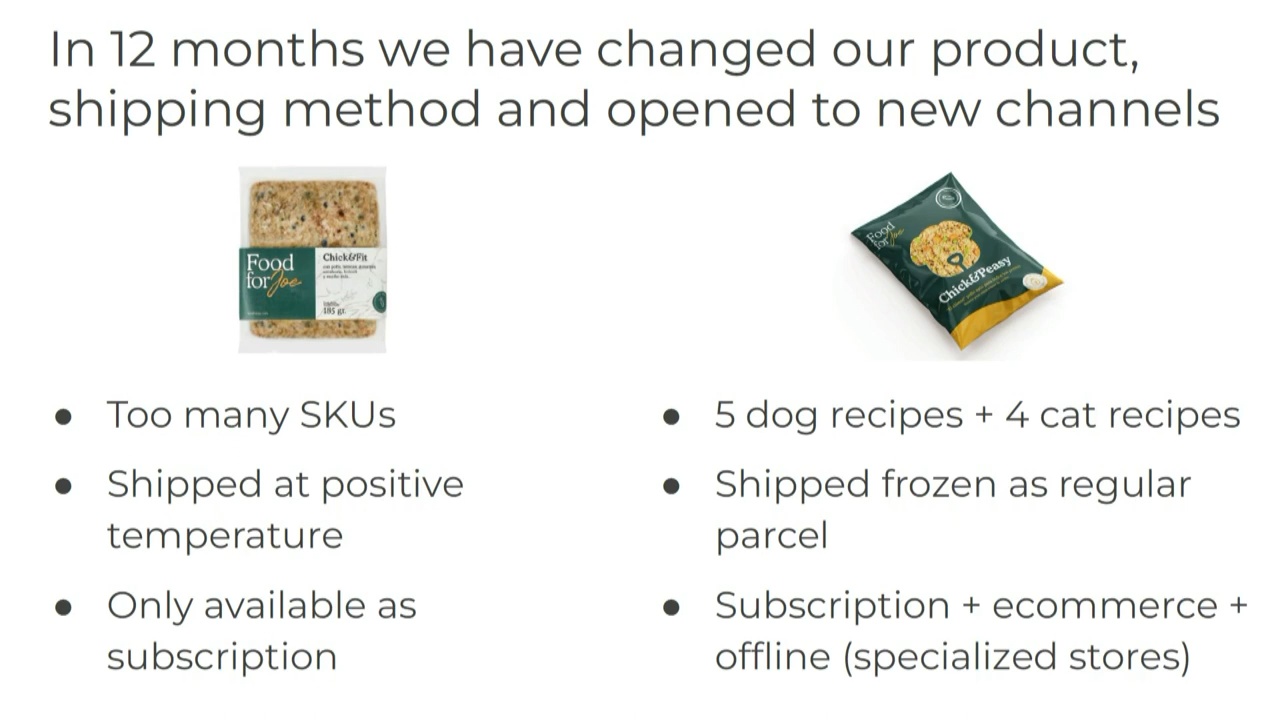 In 12 months we have changed our product,
shipping method and opened to new channels
Food
for Joe
Chick&Fit
185 gr.
Food
for Joe
Chick&Peasy
● Too many SKUs
● Shipped at positive
temperature
● Only available as
subscription
● 5 dog recipes + 4 cat recipes
● Shipped frozen as regular
parcel
● Subscription + ecommerce +
offline (specialized stores)